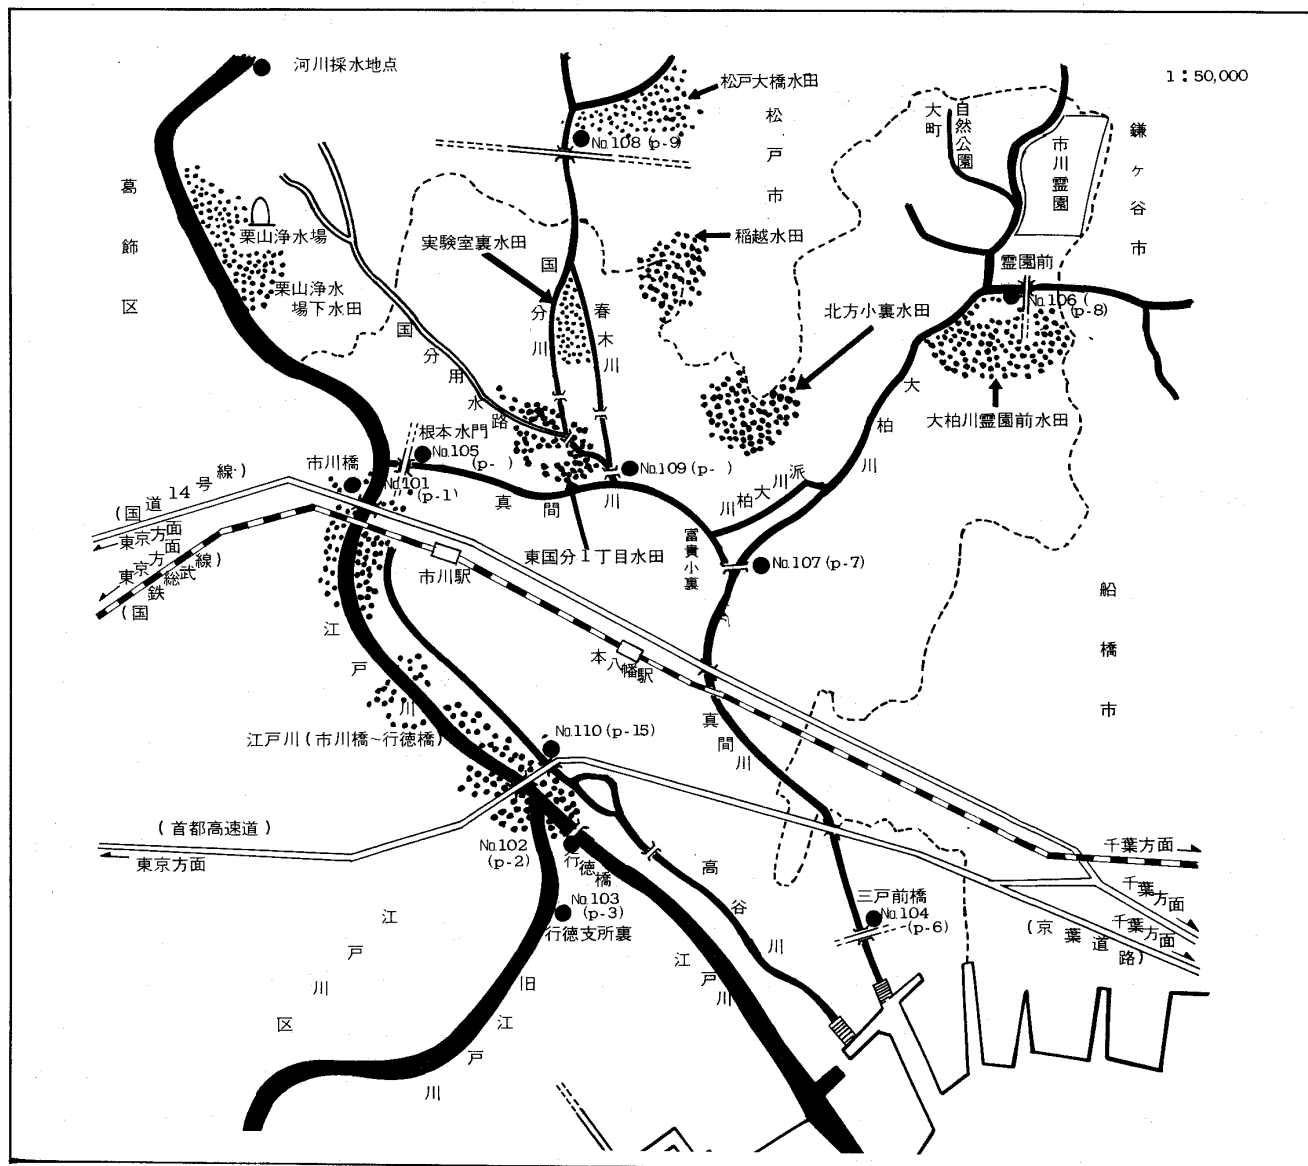 河川採水地点
1:50,000
松戸大橋水田
松戸市
大町
自然公園
市川霊園
鎌ヶ谷市
No.108 (p-9)
葛飾区
栗山浄水場
栗山浄水
場下水田
実験室裏水田
稲越水田
霊園前
No.106 (
p-8)
北方小裏水田
国分川
春木川
国分用水路
大柏川
大柏川霊園前水田
根本水門
No.105
(p- )
No.109 (p- )
市川橋
No.101
(p-1)
真間川
派大柏川
富貴小裏
東国分1丁目水田
No.107 (p-7)
(国道14号線)
東京方面
東京方面
(国鉄総武線)
市川駅
本八幡駅
船橋市
江戸川
真間川
江戸川(市川橋~行徳橋)
No.110 (p-15)
(首都高速道)
東京方面
No.102
(p-2)
行徳橋
No.103
(p-3)
行徳支所裏
高谷川
三戸前橋
No.104
(p-6)
千葉方面
千葉方面
千葉方面
(京葉道路)
江戸川区
旧江戸川
江戸川